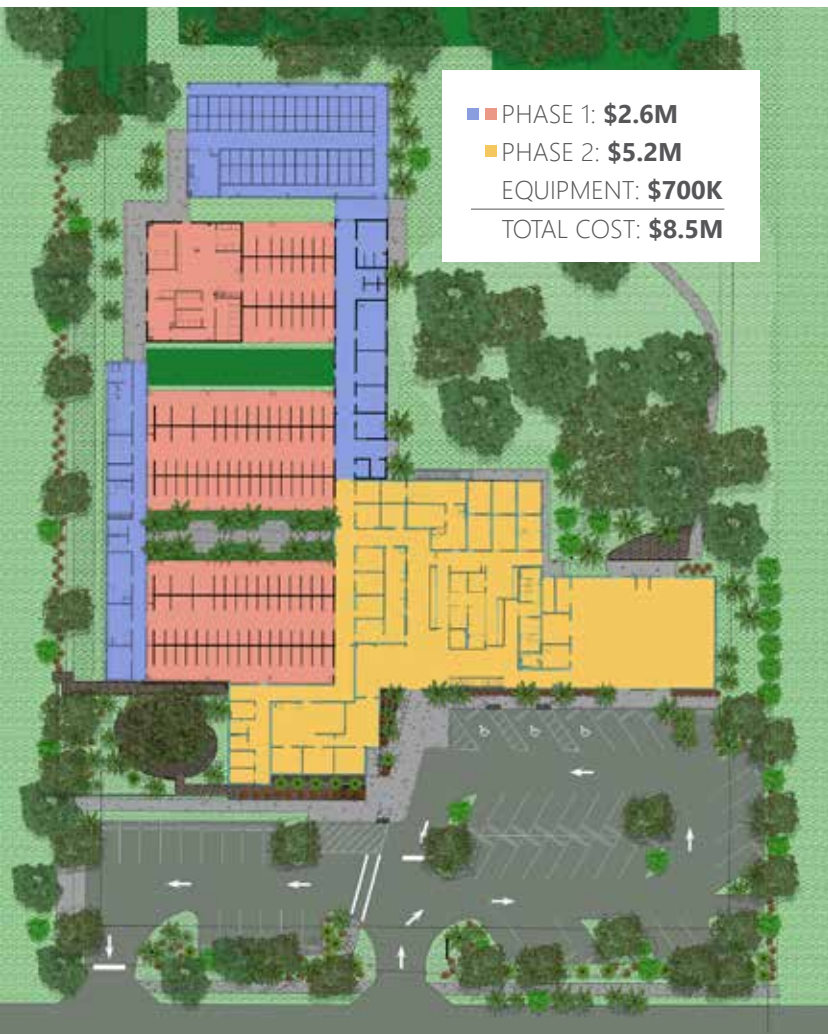 PHASE 1: $2.6M
PHASE 2: $5.2M
EQUIPMENT: $700K
TOTAL COST: $8.5M